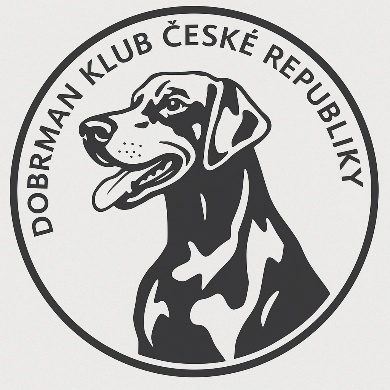 DOBRMAN KLUB ČESKÉ REPUBLIKY